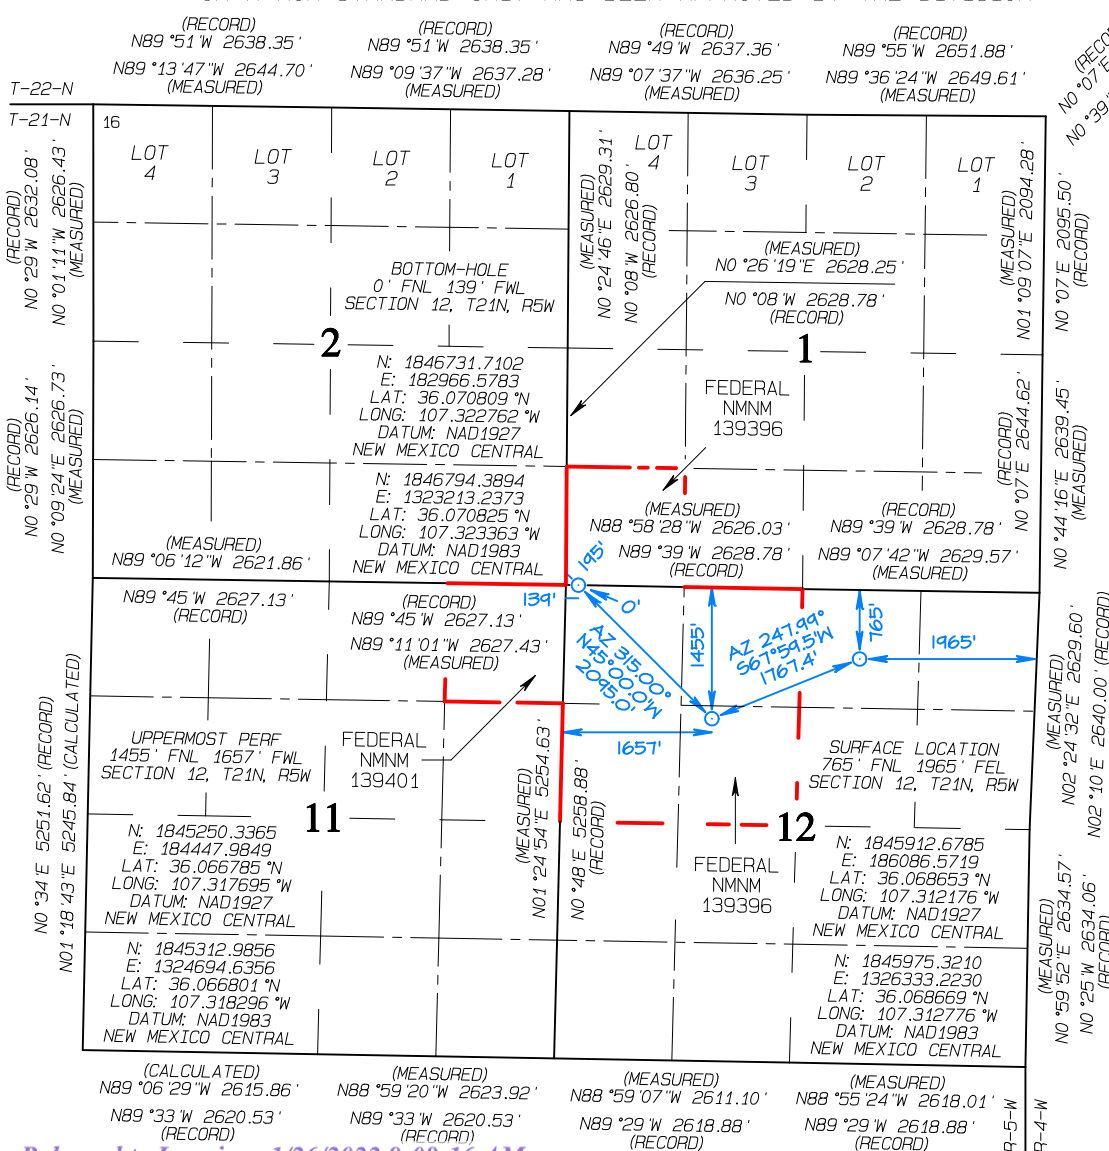 (RECORD)
N89°51'W 2638.35'
N89°13'47"W 2644.70'
(MEASURED)
(RECORD)
N89°51'W 2638.35'
N89°09'37"W 2637.28'
(MEASURED)
(RECORD)
N89°49'W 2637.36'
N89°07'37"W 2636.25'
(MEASURED)
(RECORD)
N89°55'W 2651.88'
N89°36'24"W 2649.61'
(MEASURED)
T-22-N
T-21-N
16
LOT
4
LOT
3
LOT
2
LOT
1
LOT
4
LOT
3
LOT
2
LOT
1
(RECORD)
N0°29'W 2632.08'
N0°01'11"W 2626.43'
(MEASURED)
(MEASURED)
N0°24'46"E 2629.31'
N0°08'W 2626.80'
(RECORD)
(MEASURED)
N01°09'07"E 2094.28'
N0°07'E 2095.50'
(RECORD)
(MEASURED)
N0°26'19"E 2628.25'
N0°08'W 2628.78'
(RECORD)
BOTTOM-HOLE
0' FNL 139' FWL
SECTION 12, T21N, R5W
2
1
N: 1846731.7102
E: 182966.5783
LAT: 36.070809°N
LONG: 107.322762°W
DATUM: NAD1927
NEW MEXICO CENTRAL
FEDERAL
NMNM
139396
(RECORD)
N0°29'W 2626.14'
N0°09'24"E 2626.73'
(MEASURED)
(RECORD)
N0°07'E 2644.62'
N0°44'16"E 2639.45'
(MEASURED)
N: 1846794.3894
E: 1323213.2373
LAT: 36.070825°N
LONG: 107.323363°W
DATUM: NAD1983
NEW MEXICO CENTRAL
(MEASURED)
N89°06'12"W 2621.86'
(MEASURED)
N88°58'28"W 2626.03'
N89°39'W 2628.78'
(RECORD)
(RECORD)
N89°39'W 2628.78'
N89°07'42"W 2629.57'
(MEASURED)
N89°45'W 2627.13'
(RECORD)
(RECORD)
N89°45'W 2627.13'
N89°11'01"W 2627.43'
(MEASURED)
195'
139'
0'
AZ 315.00°
N45°00.0'W
2095.0'
1455'
AZ 247.99°
S67°59.5'W
1767.4'
765'
1965'
1657'
(MEASURED)
N02°24'32"E 2629.60'
N02°10'E 2640.00' (RECORD)
N0°34'E 5251.62' (RECORD)
N01°18'43"E 5245.84' (CALCULATED)
UPPERMOST PERF
1455' FNL 1657' FWL
SECTION 12, T21N, R5W
FEDERAL
NMNM
139401
(MEASURED)
N01°24'54"E 5254.63'
N0°48'E 5258.88'
(RECORD)
SURFACE LOCATION
765' FNL 1965' FEL
SECTION 12, T21N, R5W
11
12
N: 1845250.3365
E: 184447.9849
LAT: 36.066785°N
LONG: 107.317695°W
DATUM: NAD1927
NEW MEXICO CENTRAL
FEDERAL
NMNM
139396
N: 1845912.6785
E: 186086.5719
LAT: 36.068653°N
LONG: 107.312176°W
DATUM: NAD1927
NEW MEXICO CENTRAL
(MEASURED)
N0°59'52"E 2634.57'
N0°25'W 2634.06'
(RECORD)
N: 1845312.9856
E: 1324694.6356
LAT: 36.066801°N
LONG: 107.318296°W
DATUM: NAD1983
NEW MEXICO CENTRAL
N: 1845975.3210
E: 1326333.2230
LAT: 36.068669°N
LONG: 107.312776°W
DATUM: NAD1983
NEW MEXICO CENTRAL
(CALCULATED)
N89°06'29"W 2615.86'
N89°33'W 2620.53'
(RECORD)
(MEASURED)
N88°59'20"W 2623.92'
N89°33'W 2620.53'
(RECORD)
(MEASURED)
N88°59'07"W 2611.10'
N89°29'W 2618.88'
(RECORD)
(MEASURED)
N88°55'24"W 2618.01'
N89°29'W 2618.88'
(RECORD)
R-5-W
R-4-W